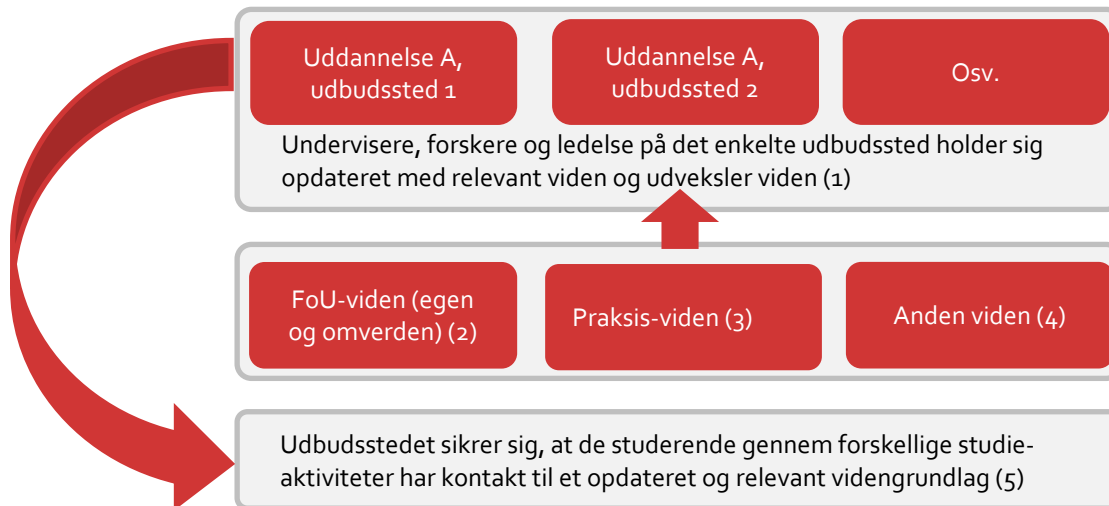 Uddannelse A,
udbudssted 1
Uddannelse A,
udbudssted 2
Osv.
Undervisere, forskere og ledelse på det enkelte udbudssted holder sig
opdateret med relevant viden og udveksler viden (1)
FoU-viden (egen
og omverden) (2)
Praksis-viden (3)
Anden viden (4)
Udbudsstedet sikrer sig, at de studerende gennem forskellige studie-
aktiviteter har kontakt til et opdateret og relevant videngrundlag (5)